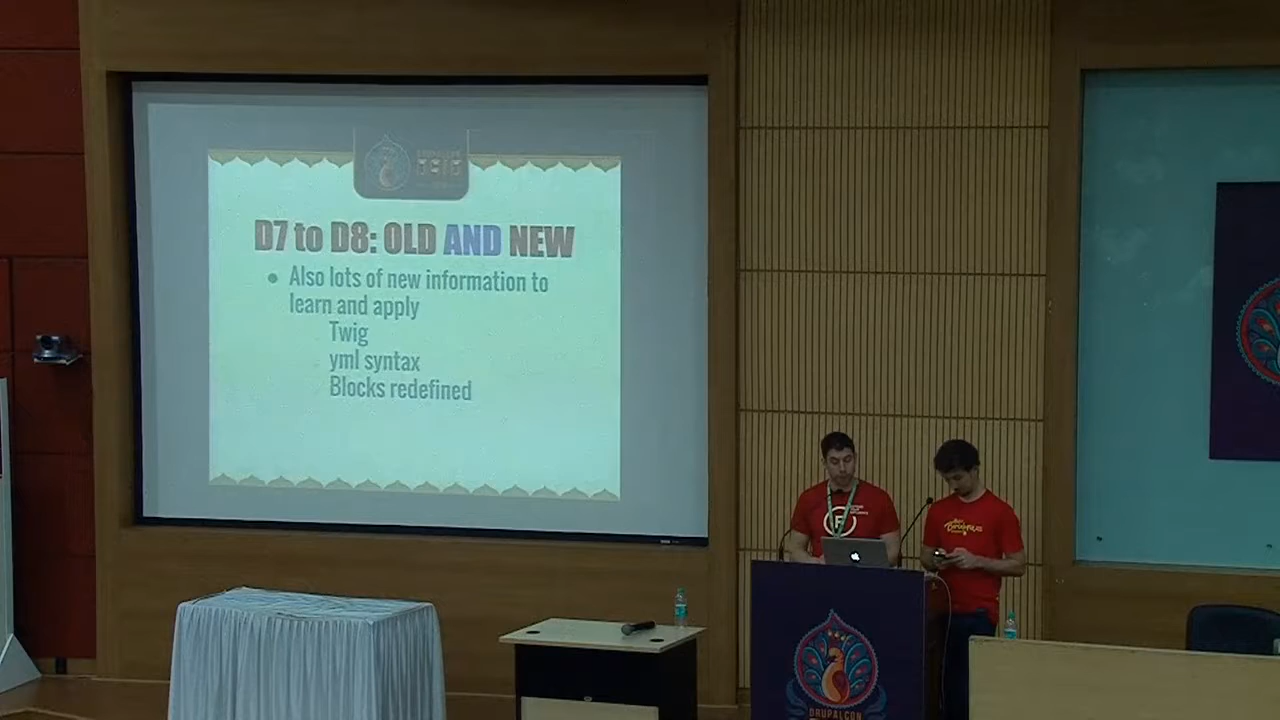 D7 to D8: OLD AND NEW
• Also lots of new information to
learn and apply
Twig
yml syntax
Blocks redefined
DRUPALCON